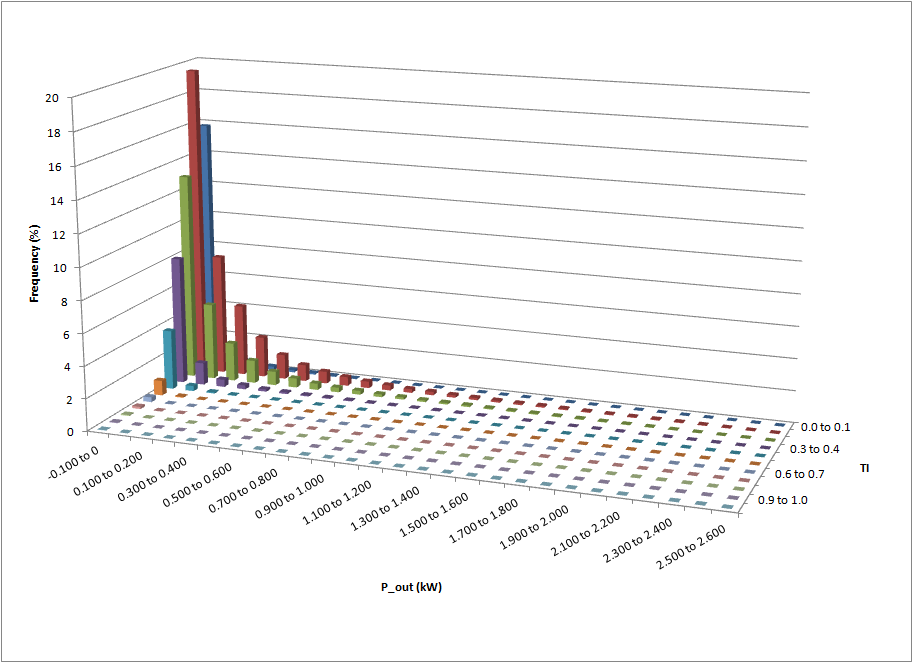 20
18
16
14
12
10
8
6
4
2
0
Frequency (%)
-0.100 to 0
0.100 to 0.200
0.300 to 0.400
0.500 to 0.600
0.700 to 0.800
0.900 to 1.000
1.100 to 1.200
1.300 to 1.400
1.500 to 1.600
1.700 to 1.800
1.900 to 2.000
2.100 to 2.200
2.300 to 2.400
2.500 to 2.600
P_out (kW)
0.0 to 0.1
0.3 to 0.4
0.6 to 0.7
0.9 to 1.0
TI